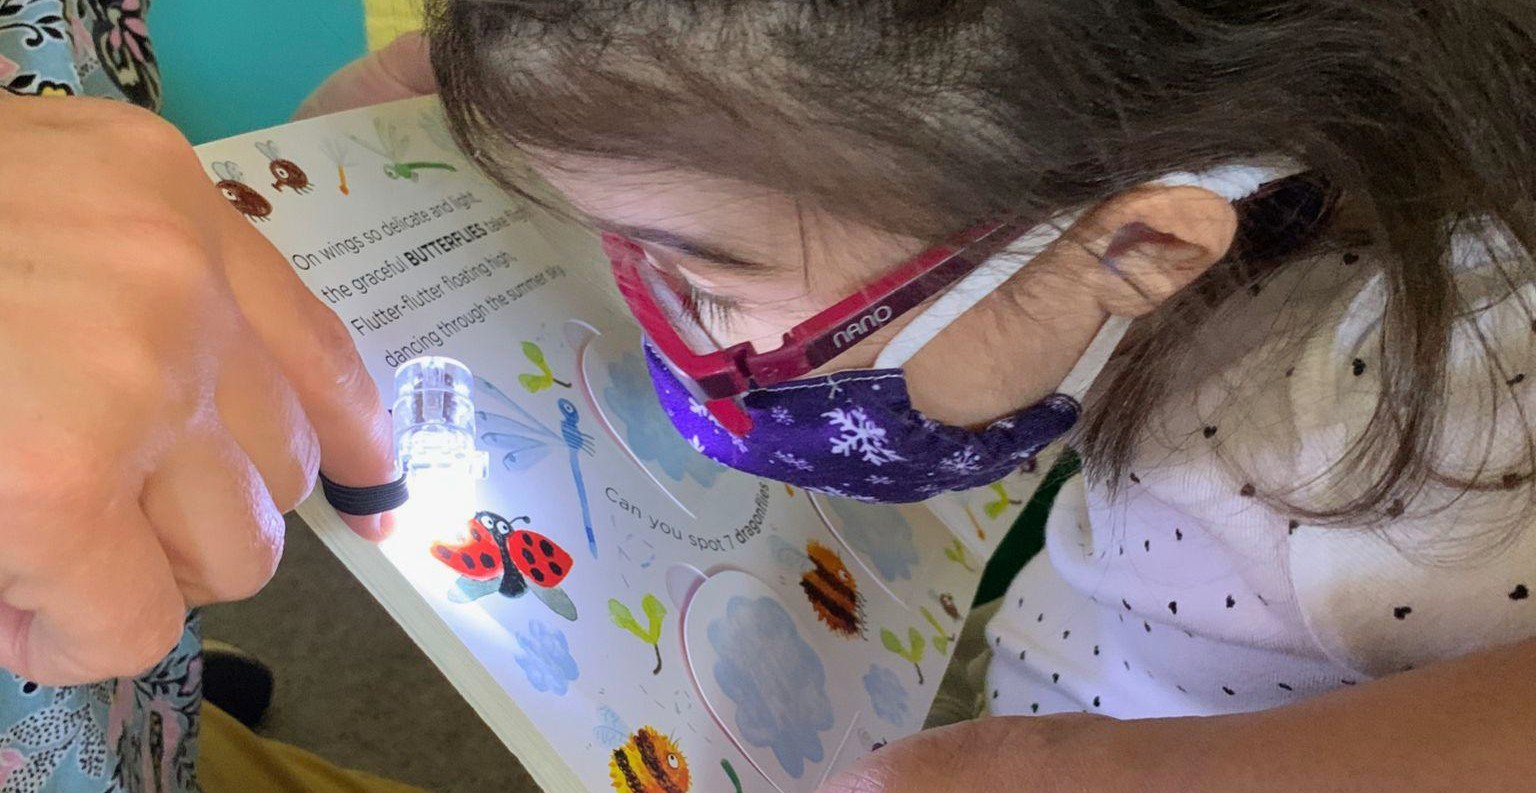 On wings so delicate and light,
the graceful BUTTERFLIES take
Flutter-flutter floating high,
dancing through the summer sky.
Can you spot 7 dragonflies
nano